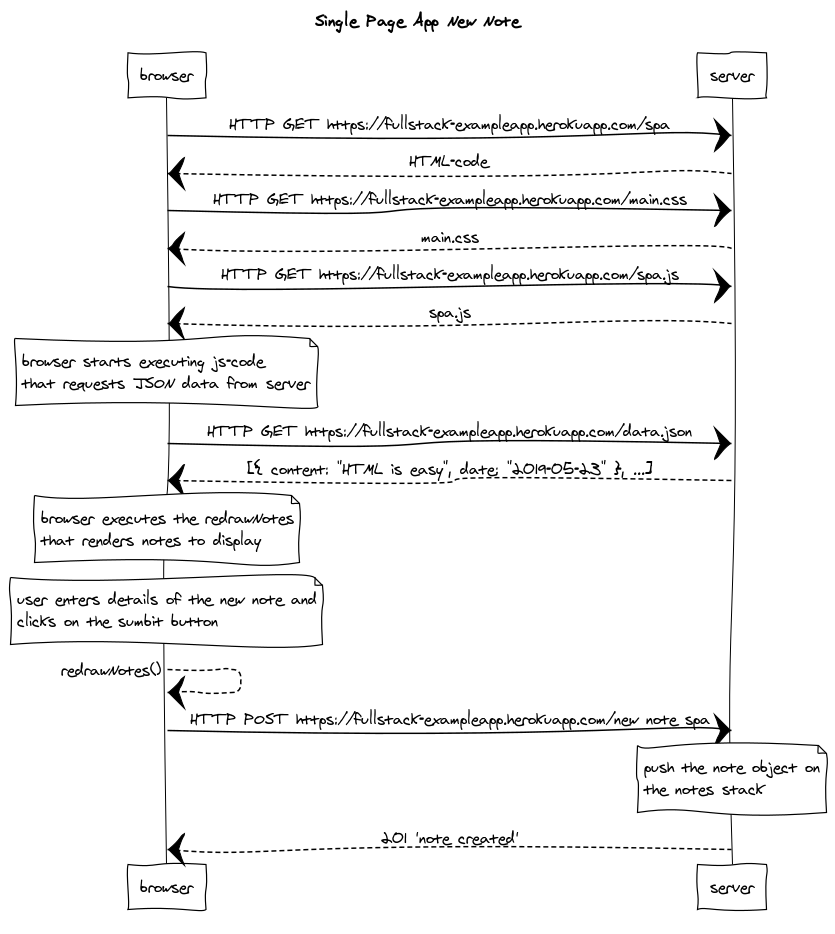 Single Page App New Note
browser
server
HTTP GET https://fullstack-exampleapp.herokuapp.com/spa
HTML-code
HTTP GET https://fullstack-exampleapp.herokuapp.com/main.css
main.css
HTTP GET https://fullstack-exampleapp.herokuapp.com/spa.js
spa.js
browser starts executing js-code
that requests JSON data from server
HTTP GET https://fullstack-exampleapp.herokuapp.com/data.json
[{ content: "HTML is easy", date: "2019-05-23" }, ...]
browser executes the redrawNotes
that renders notes to display
user enters details of the new note and
clicks on the sumbit button
redrawNotes()
HTTP POST https://fullstack-exampleapp.herokuapp.com/new note spa
push the note object on
the notes stack
201 'note created'
browser
server